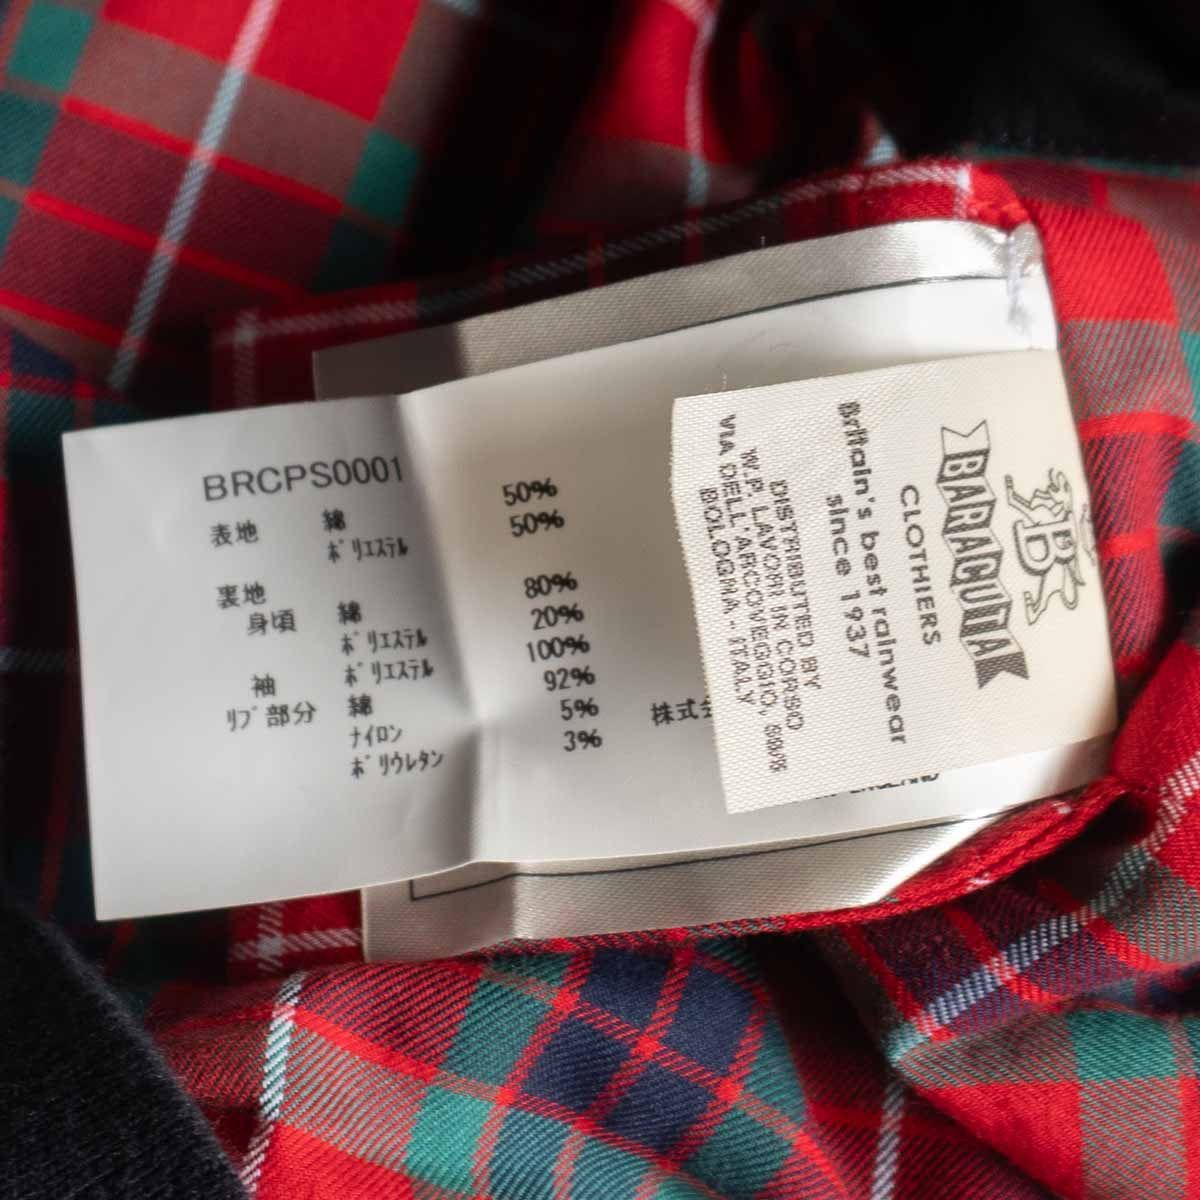 BRCPS0001
表地 綿 50%
ポリエステル 50%
裏地
身頃 綿 80%
ポリエステル 20%
袖 ポリエステル 100%
リブ部分 綿 92%
ナイロン 5%
ポリウレタン 3%
株式会
BARACUTA
CLOTHIERS
Britain's best rainwear
since 1937
DISTRIBUTED BY
W.P. LAVORI IN CORSO
VIA DELL'ARCOVEGGIO, 59/5
BOLOGNA - ITALY
ENGLAND